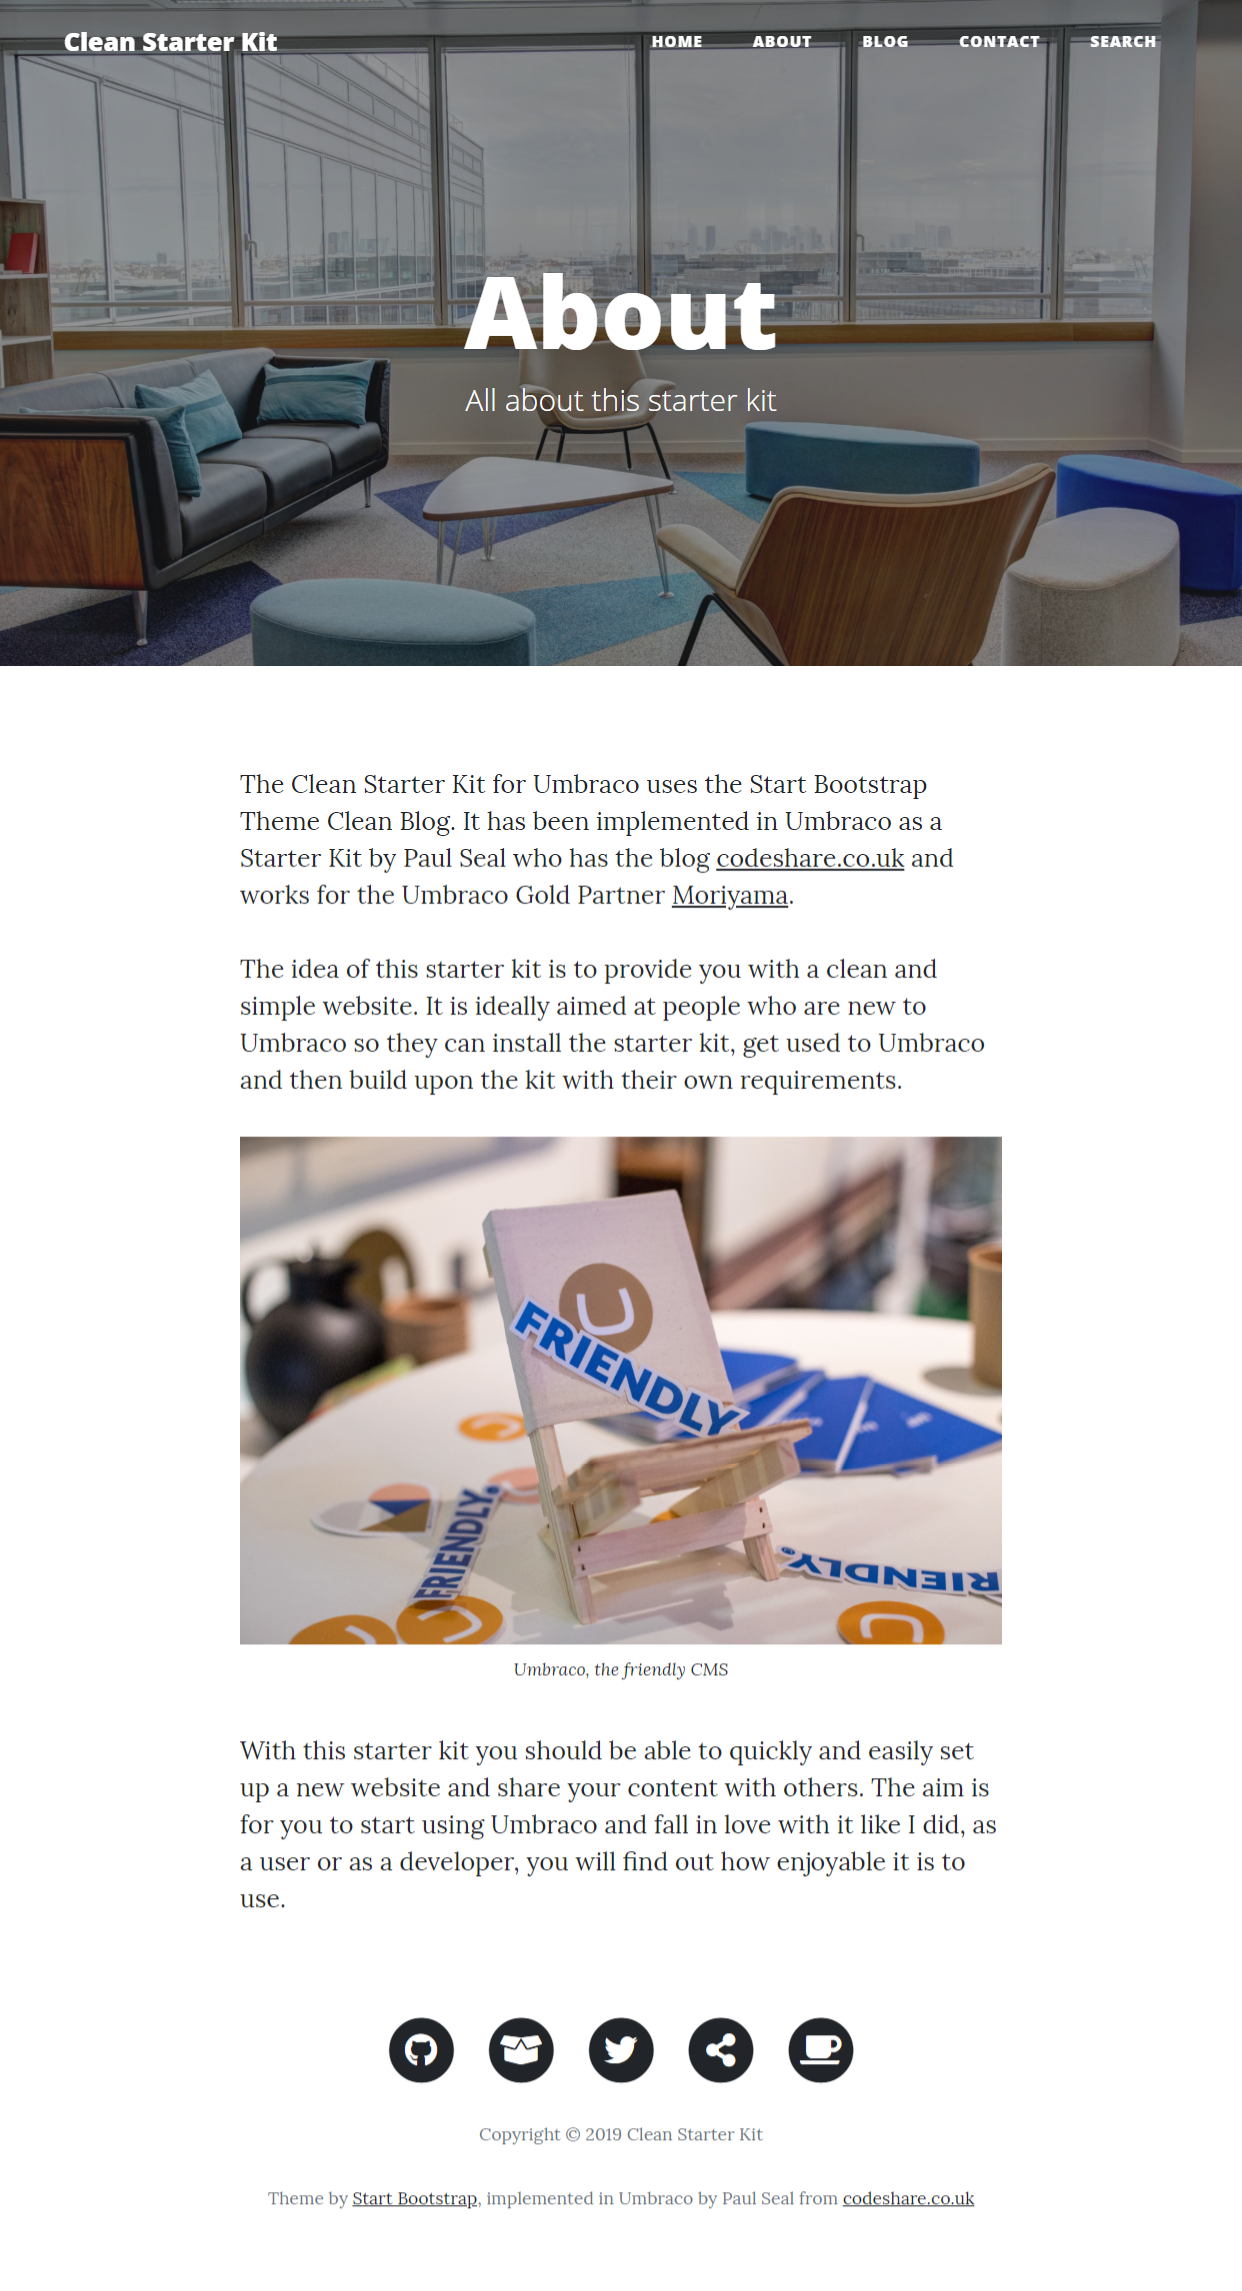 Clean Starter Kit
HOME ABOUT BLOG CONTACT SEARCH
About
All about this starter kit
The Clean Starter Kit for Umbraco uses the Start Bootstrap
Theme Clean Blog. It has been implemented in Umbraco as a
Starter Kit by Paul Seal who has the blog codeshare.co.uk and
works for the Umbraco Gold Partner Moriyama.
The idea of this starter kit is to provide you with a clean and
simple website. It is ideally aimed at people who are new to
Umbraco so they can install the starter kit, get used to Umbraco
and then build upon the kit with their own requirements.
FRIENDLY
FRIENDLY.
RIENDLY.
Umbraco, the friendly CMS
With this starter kit you should be able to quickly and easily set
up a new website and share your content with others. The aim is
for you to start using Umbraco and fall in love with it like I did, as
a user or as a developer, you will find out how enjoyable it is to
use.
Copyright © 2019 Clean Starter Kit
Theme by Start Bootstrap, implemented in Umbraco by Paul Seal from codeshare.co.uk